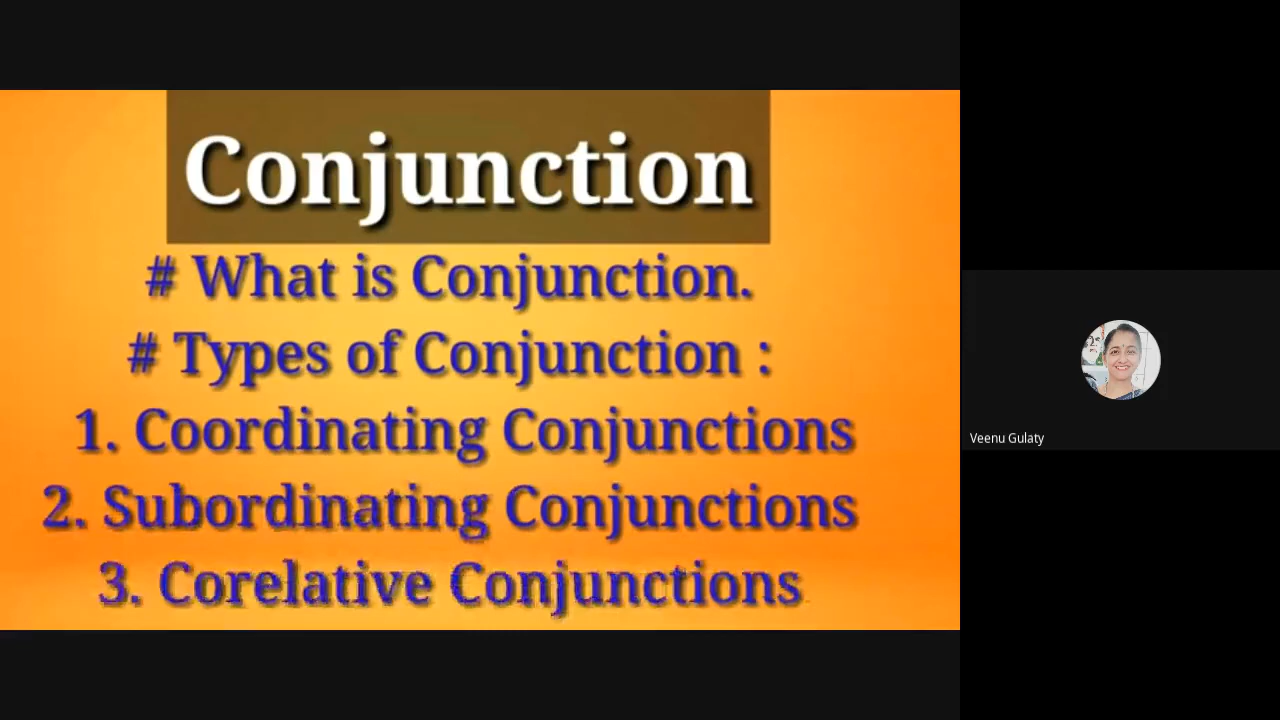 Conjunction
# What is Conjunction.
# Types of Conjunction :
1. Coordinating Conjunctions
2. Subordinating Conjunctions
3. Corelative Conjunctions
Veenu Gulaty